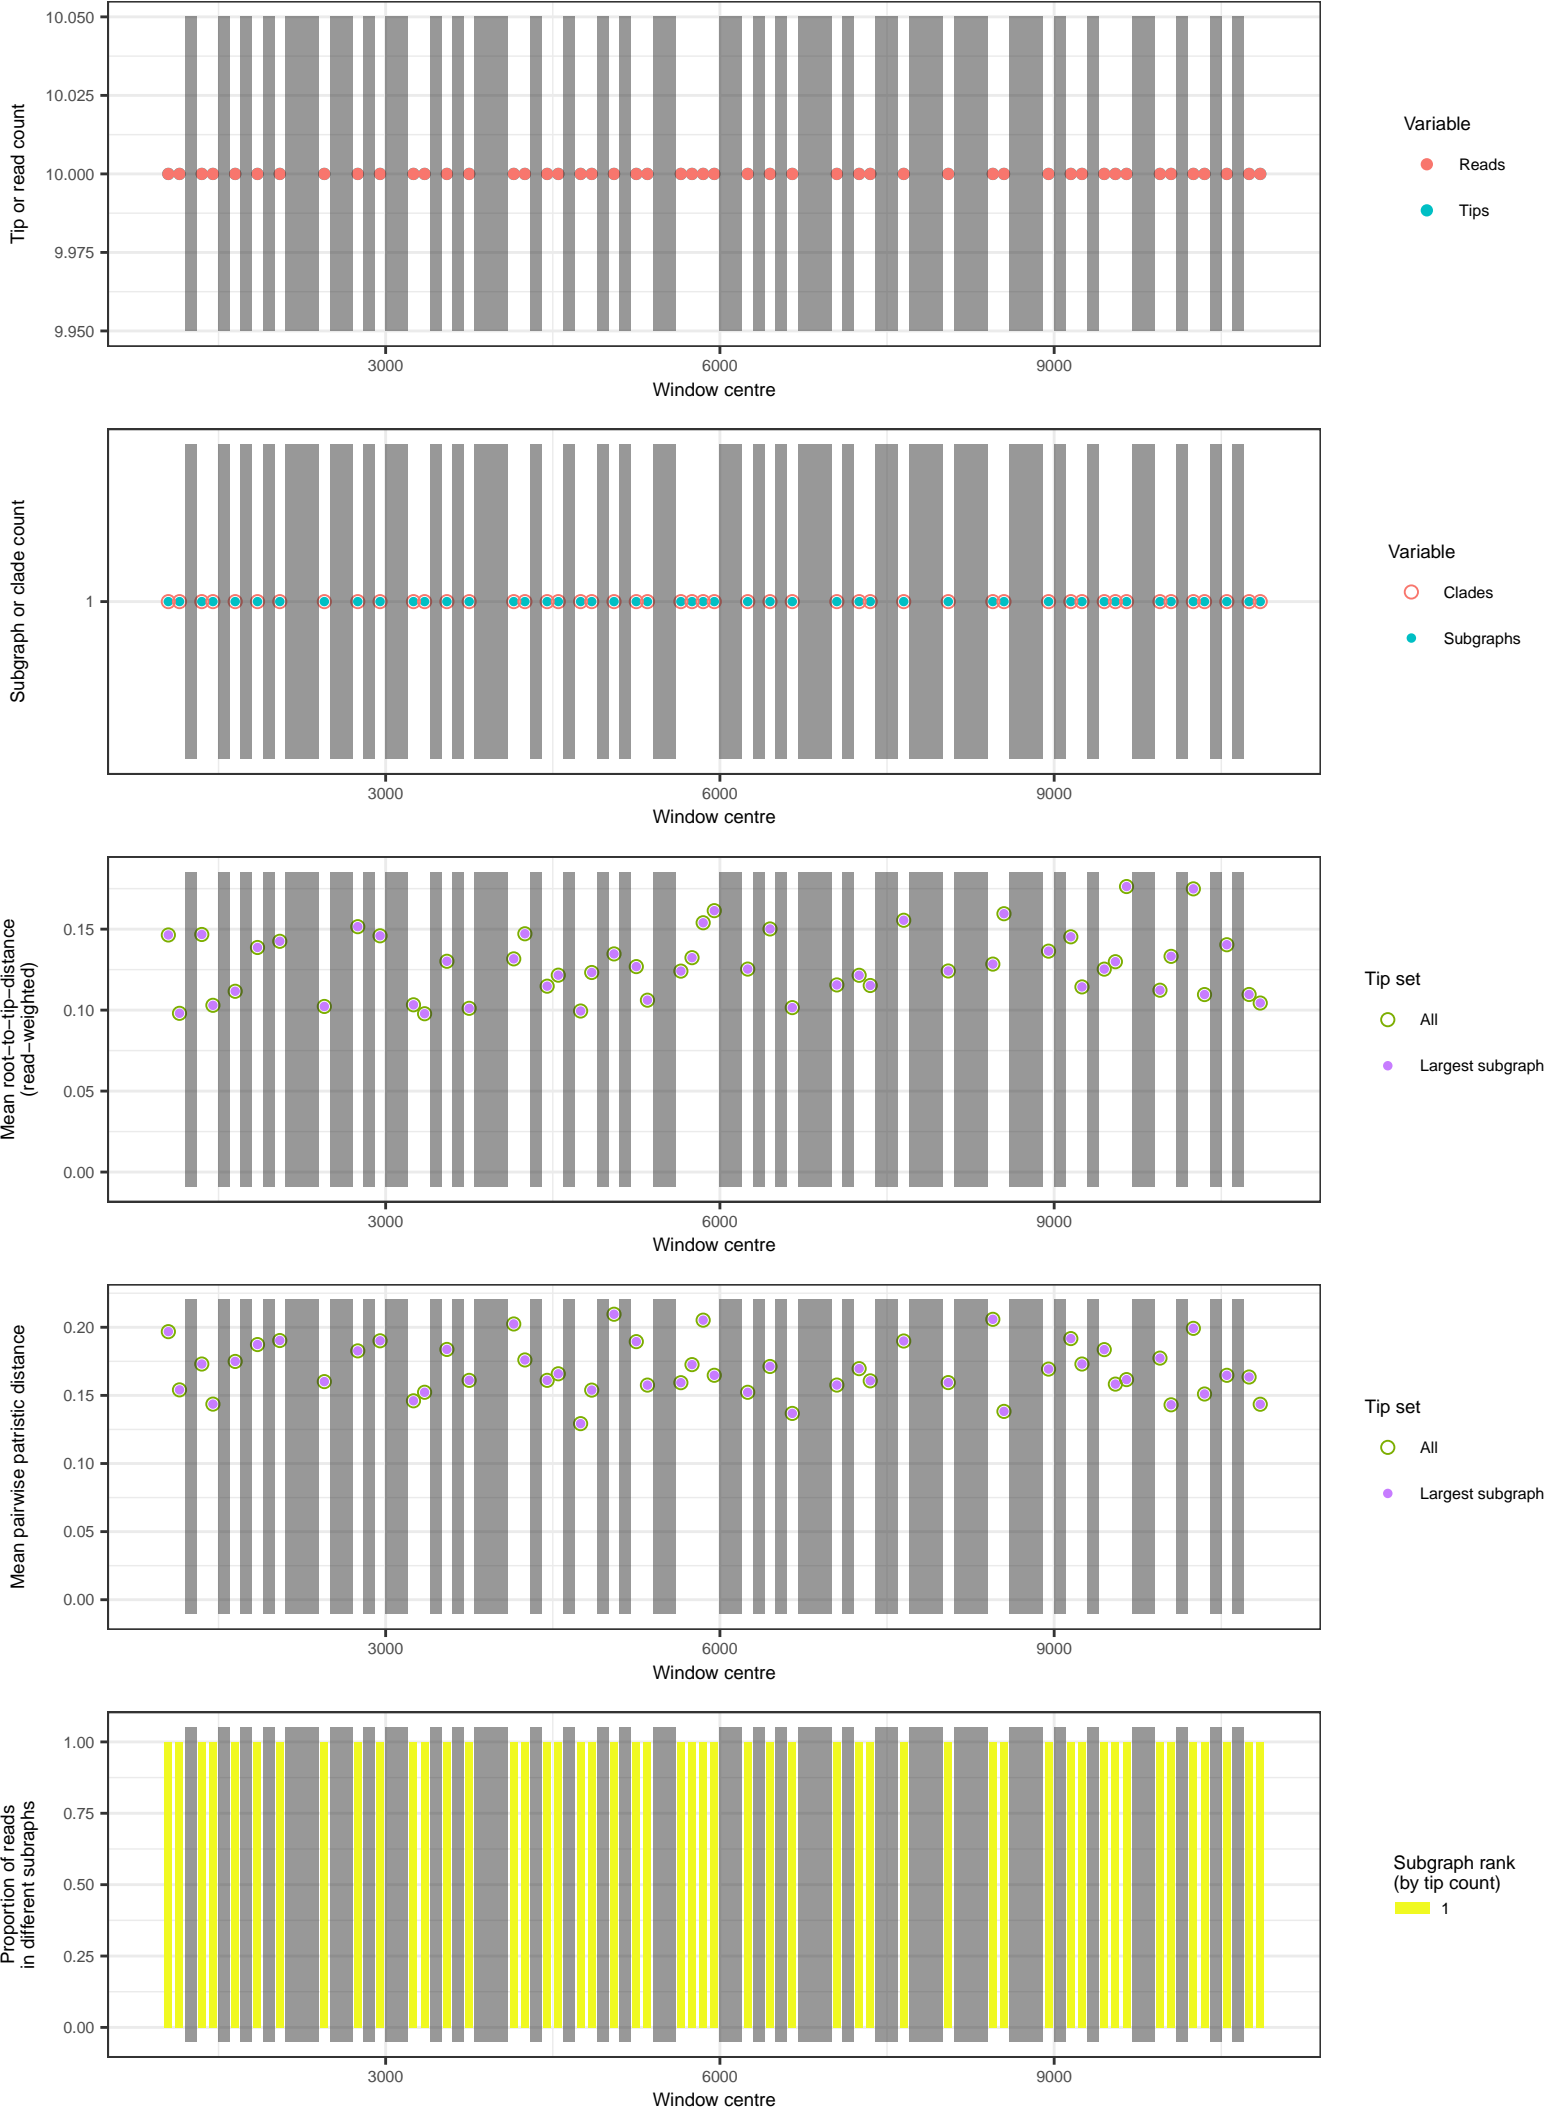 10.050
10.025
10.000
9.975
9.950
Tip or read count
3000
6000
9000
Window centre
Variable
Reads
Tips
1
Subgraph or clade count
3000
6000
9000
Window centre
Variable
Clades
Subgraphs
0.15
0.10
0.05
0.00
Mean root−to−tip−distance
(read−weighted)
3000
6000
9000
Window centre
Tip set
All
Largest subgraph
0.20
0.15
0.10
0.05
0.00
Mean pairwise patristic distance
3000
6000
9000
Window centre
Tip set
All
Largest subgraph
1.00
0.75
0.50
0.25
0.00
Proportion of reads
in different subraphs
3000
6000
9000
Window centre
Subgraph rank
(by tip count)
1